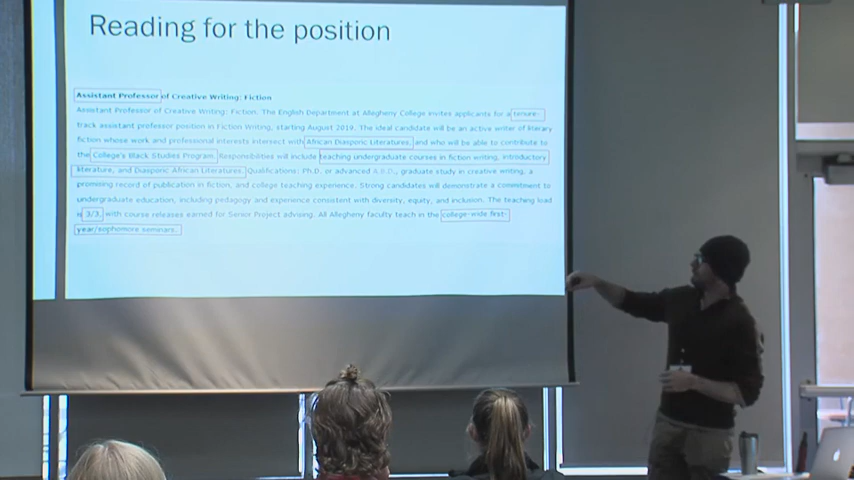 Reading for the position
Assistant Professor of Creative Writing: Fiction
Assistant Professor of Creative Writing: Fiction. The English Department at Allegheny College invites applicants for a tenure-
track assistant professor position in Fiction Writing, starting August 2019. The ideal candidate will be an active writer of literary
fiction whose work and professional interests intersect with African Diasporic Literatures, and who will be able to contribute to
the College's Black Studies Program. Responsibilities will include teaching undergraduate courses in fiction writing, introductory
literature, and Diasporic African Literatures. Qualifications: Ph.D. or advanced A.B.D., graduate study in creative writing, a
promising record of publication in fiction, and college teaching experience. Strong candidates will demonstrate a commitment to
undergraduate education, including pedagogy and experience consistent with diversity, equity, and inclusion. The teaching load
is 3/3, with course releases earned for Senior Project advising. All Allegheny faculty teach in the college-wide first-
year/sophomore seminars.